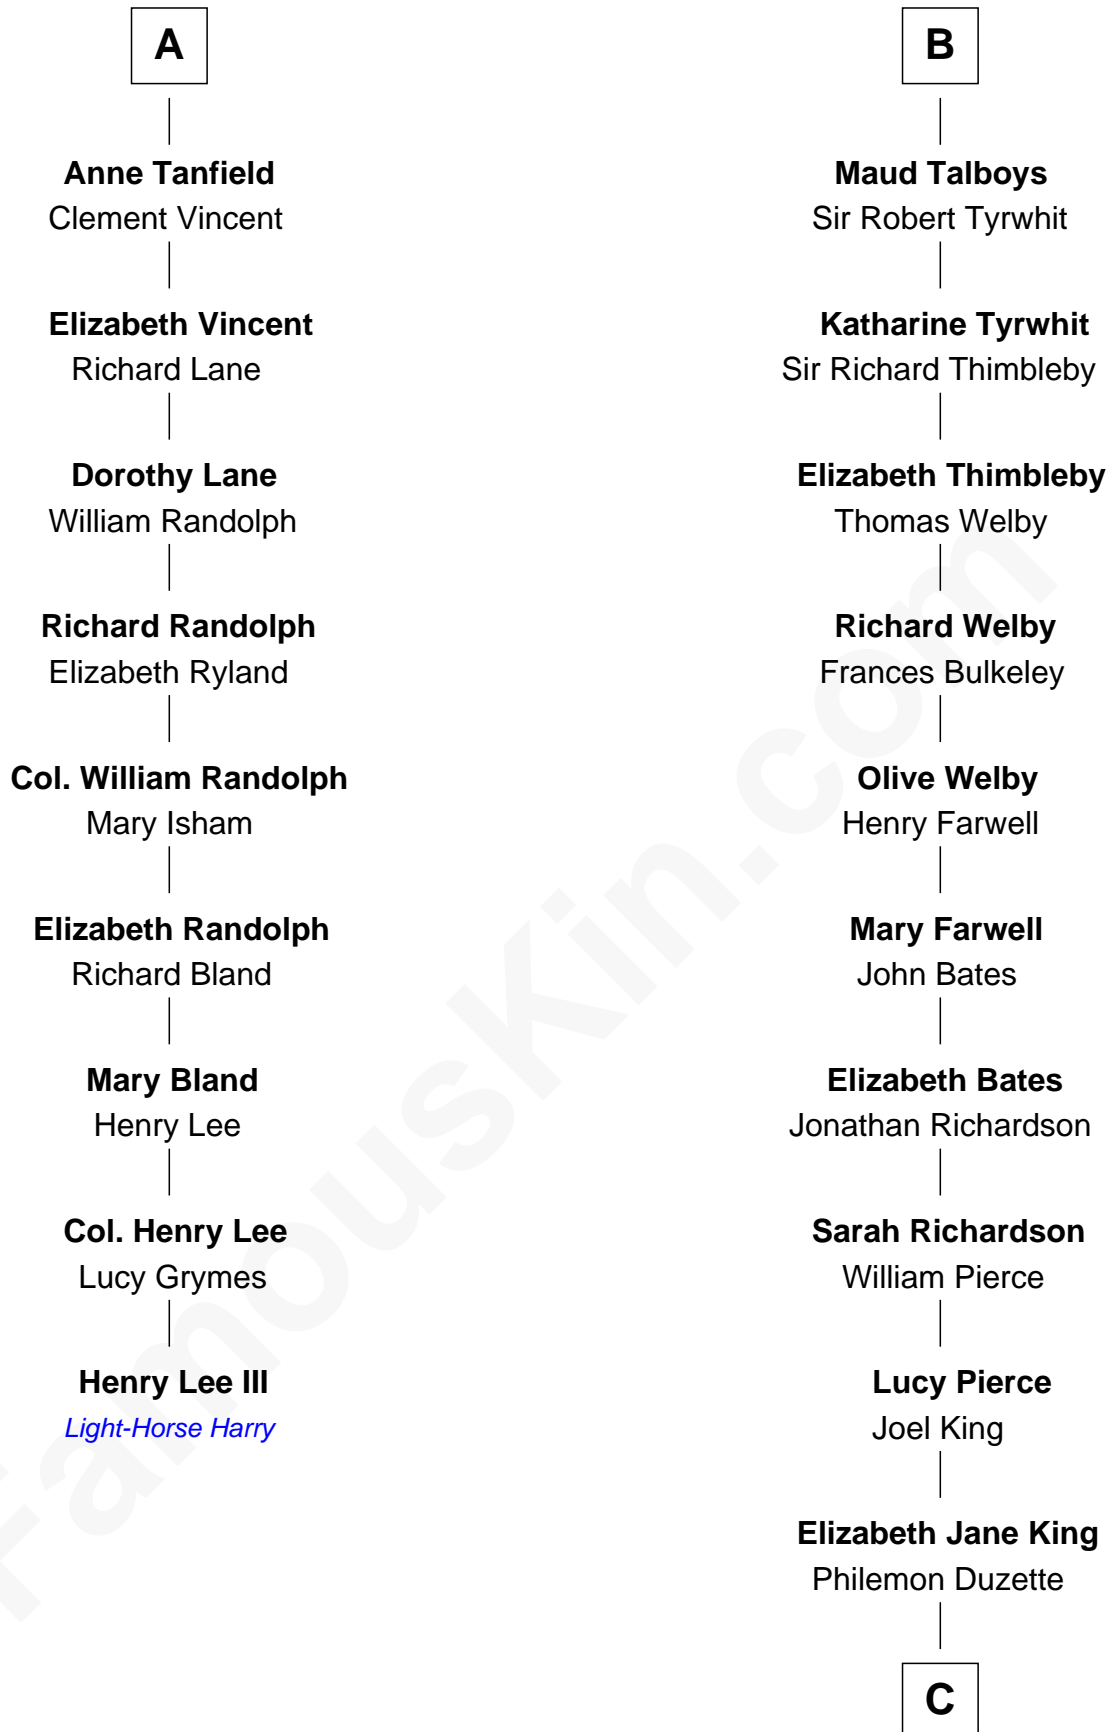 A
Anne Tanfield
Clement Vincent
Elizabeth Vincent
Richard Lane
Dorothy Lane
William Randolph
Richard Randolph
Elizabeth Ryland
Col. William Randolph
Mary Isham
Elizabeth Randolph
Richard Bland
Mary Bland
Henry Lee
Col. Henry Lee
Lucy Grymes
Henry Lee III
Light-Horse Harry
B
Maud Talboys
Sir Robert Tyrwhit
Katharine Tyrwhit
Sir Richard Thimbleby
Elizabeth Thimbleby
Thomas Welby
Richard Welby
Frances Bulkeley
Olive Welby
Henry Farwell
Mary Farwell
John Bates
Elizabeth Bates
Jonathan Richardson
Sarah Richardson
William Pierce
Lucy Pierce
Joel King
Elizabeth Jane King
Philemon Duzette
C
FamousKin.com